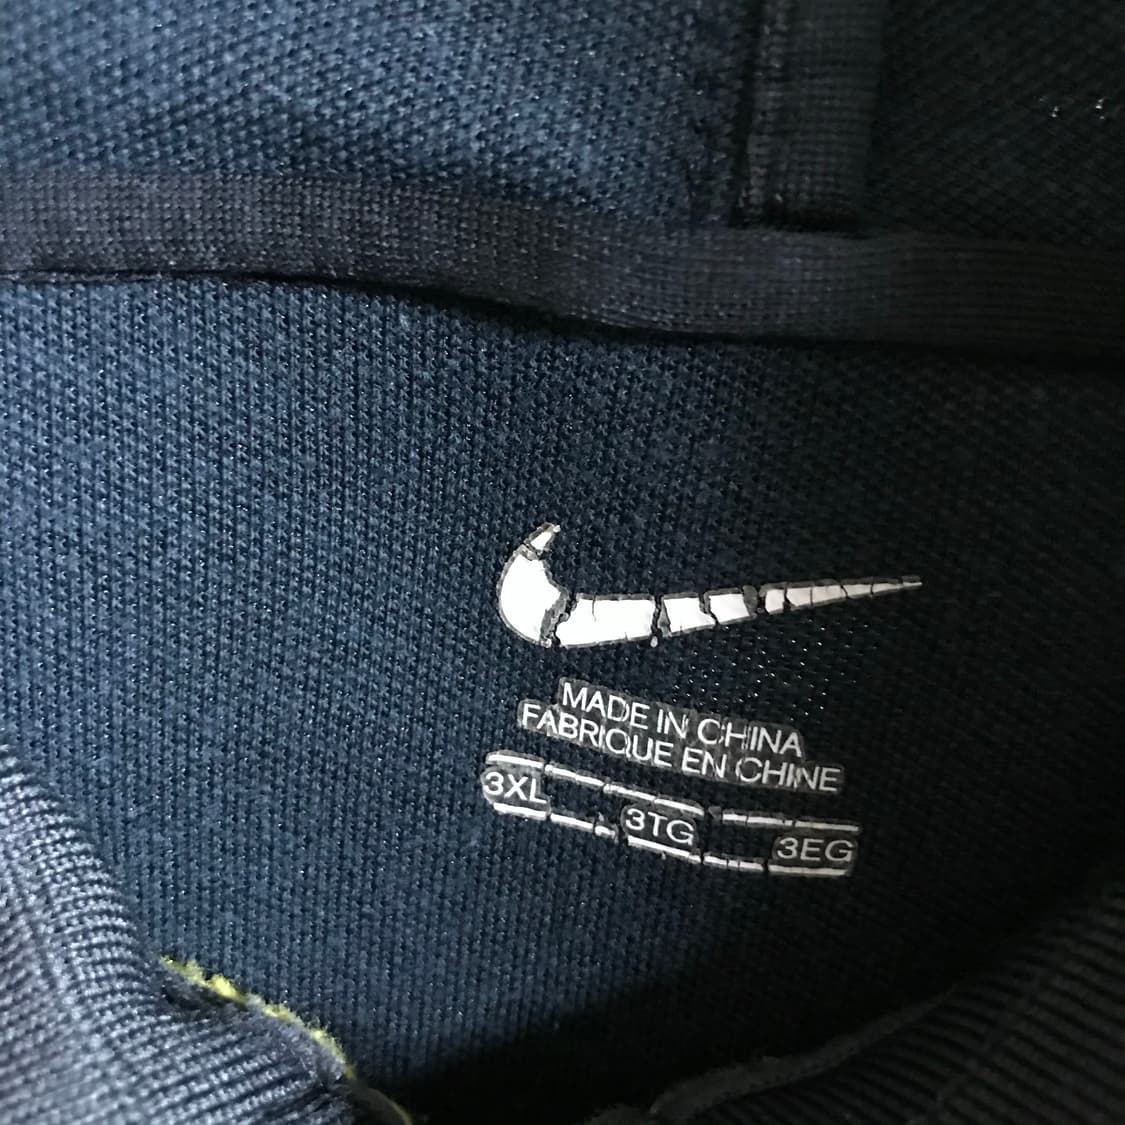 MADE IN CHINA
FABRIQUE EN CHINE
3XL 3TG 3EG